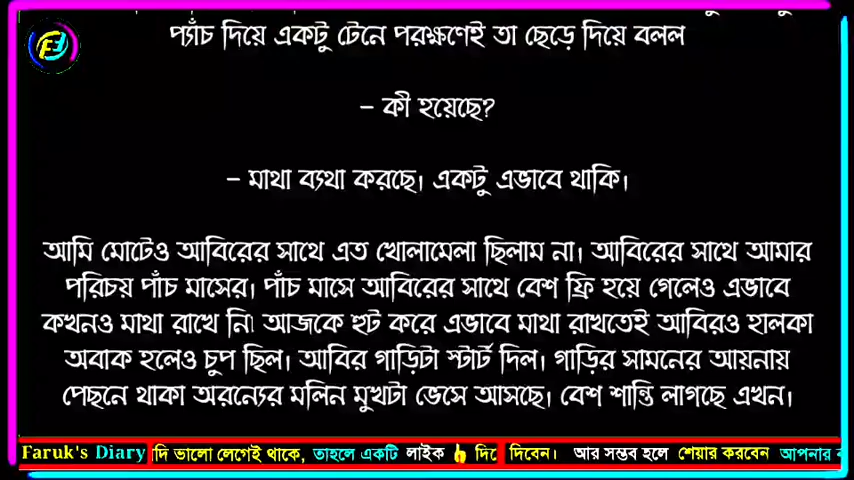 প্যাঁচ দিয়ে একটু টেনে পরক্ষণেই তা ছেড়ে দিয়ে বলল
– কী হয়েছে?
– মাথা ব্যথা করছে। একটু এভাবে থাকি।
আমি মোটেও আবিরের সাথে এত খোলামেলা ছিলাম না। আবিরের সাথে আমার
পরিচয় পাঁচ মাসের। পাঁচ মাসে আবিরের সাথে বেশ ফ্রি হয়ে গেলেও এভাবে
কখনও মাথা রাখে নি। আজকে হুট করে এভাবে মাথা রাখতেই আবিরও হালকা
অবাক হলেও চুপ ছিল। আবির গাড়িটা স্টার্ট দিল। গাড়ির সামনের আয়নায়
পেছনে থাকা অরন্যের মলিন মুখটা ভেসে আসছে। বেশ শান্তি লাগছে এখন।
Faruk's Diary দি ভালো লেগেই থাকে, তাহলে একটি লাইক 👍 দিে দিবেন। আর সম্ভব হলে শেয়ার করবেন আপনার